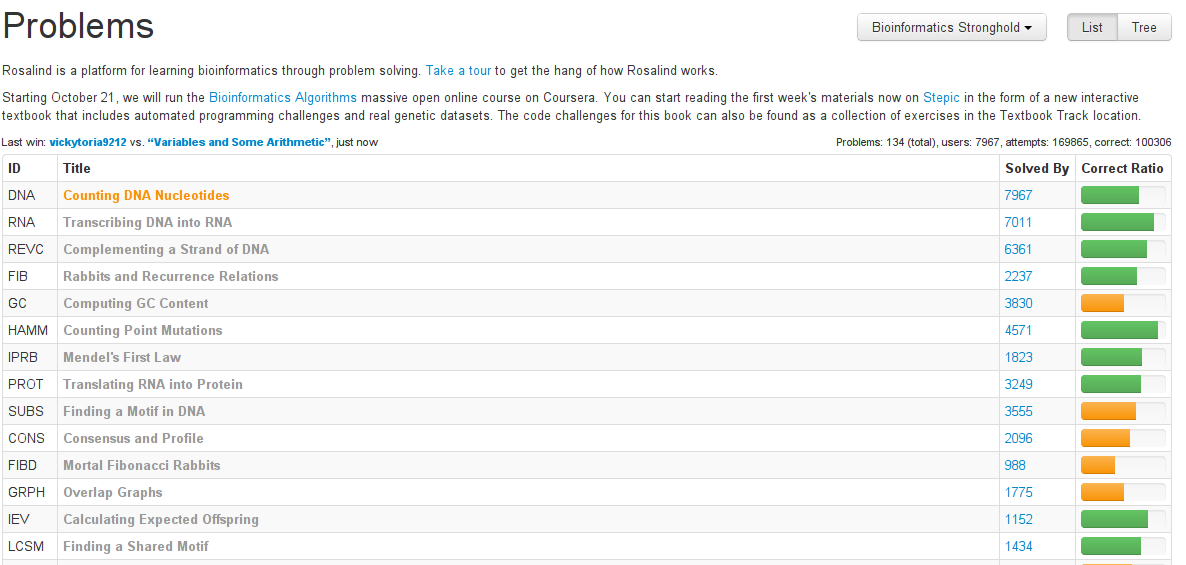 Problems
Bioinformatics Stronghold
List
Tree
Rosalind is a platform for learning bioinformatics through problem solving. Take a tour to get the hang of how Rosalind works.
Starting October 21, we will run the Bioinformatics Algorithms massive open online course on Coursera. You can start reading the first week's materials now on Stepic in the form of a new interactive
textbook that includes automated programming challenges and real genetic datasets. The code challenges for this book can also be found as a collection of exercises in the Textbook Track location.
Last win: vickytoria9212 vs. “Variables and Some Arithmetic”, just now
Problems: 134 (total), users: 7967, attempts: 169865, correct: 100306
ID Title Solved By Correct Ratio
DNA Counting DNA Nucleotides 7967
RNA Transcribing DNA into RNA 7011
REVC Complementing a Strand of DNA 6361
FIB Rabbits and Recurrence Relations 2237
GC Computing GC Content 3830
HAMM Counting Point Mutations 4571
IPRB Mendel's First Law 1823
PROT Translating RNA into Protein 3249
SUBS Finding a Motif in DNA 3555
CONS Consensus and Profile 2096
FIBD Mortal Fibonacci Rabbits 988
GRPH Overlap Graphs 1775
IEV Calculating Expected Offspring 1152
LCSM Finding a Shared Motif 1434